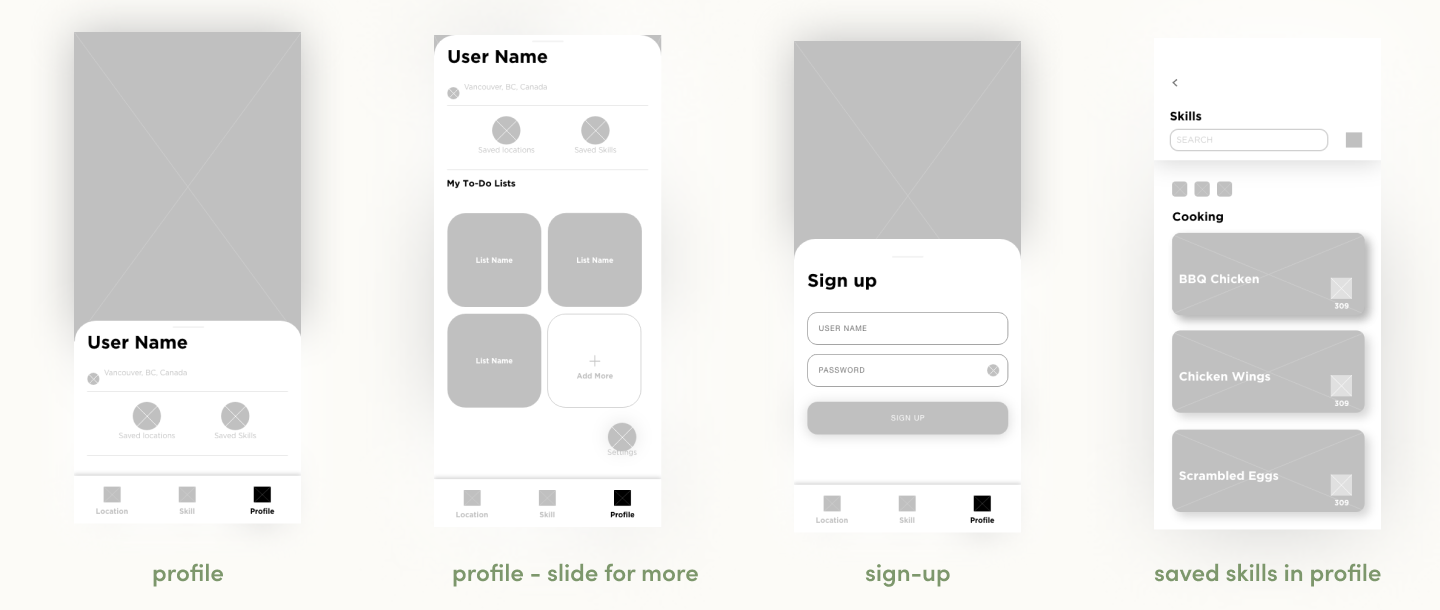 User Name
Vancouver, BC, Canada
Saved locations
Saved Skills
Location
Skill
Profile
profile
User Name
Vancouver, BC, Canada
Saved locations
Saved Skills
My To-Do Lists
List Name
List Name
List Name
+
Add More
Settings
Location
Skill
Profile
profile - slide for more
Sign up
USER NAME
PASSWORD
SIGN UP
Location
Skill
Profile
sign-up
<
Skills
SEARCH
Cooking
BBQ Chicken
309
Chicken Wings
309
Scrambled Eggs
309
saved skills in profile